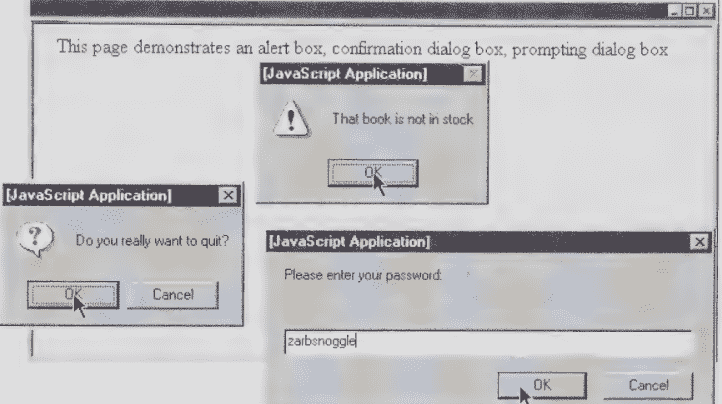 This page demonstrates an alert box, confirmation dialog box, prompting dialog box
[JavaScript Application]
That book is not in stock
OK
[JavaScript Application]
Do you really want to quit?
OK
Cancel
[JavaScript Application]
Please enter your password:
zarbsnoggle
OK
Cancel